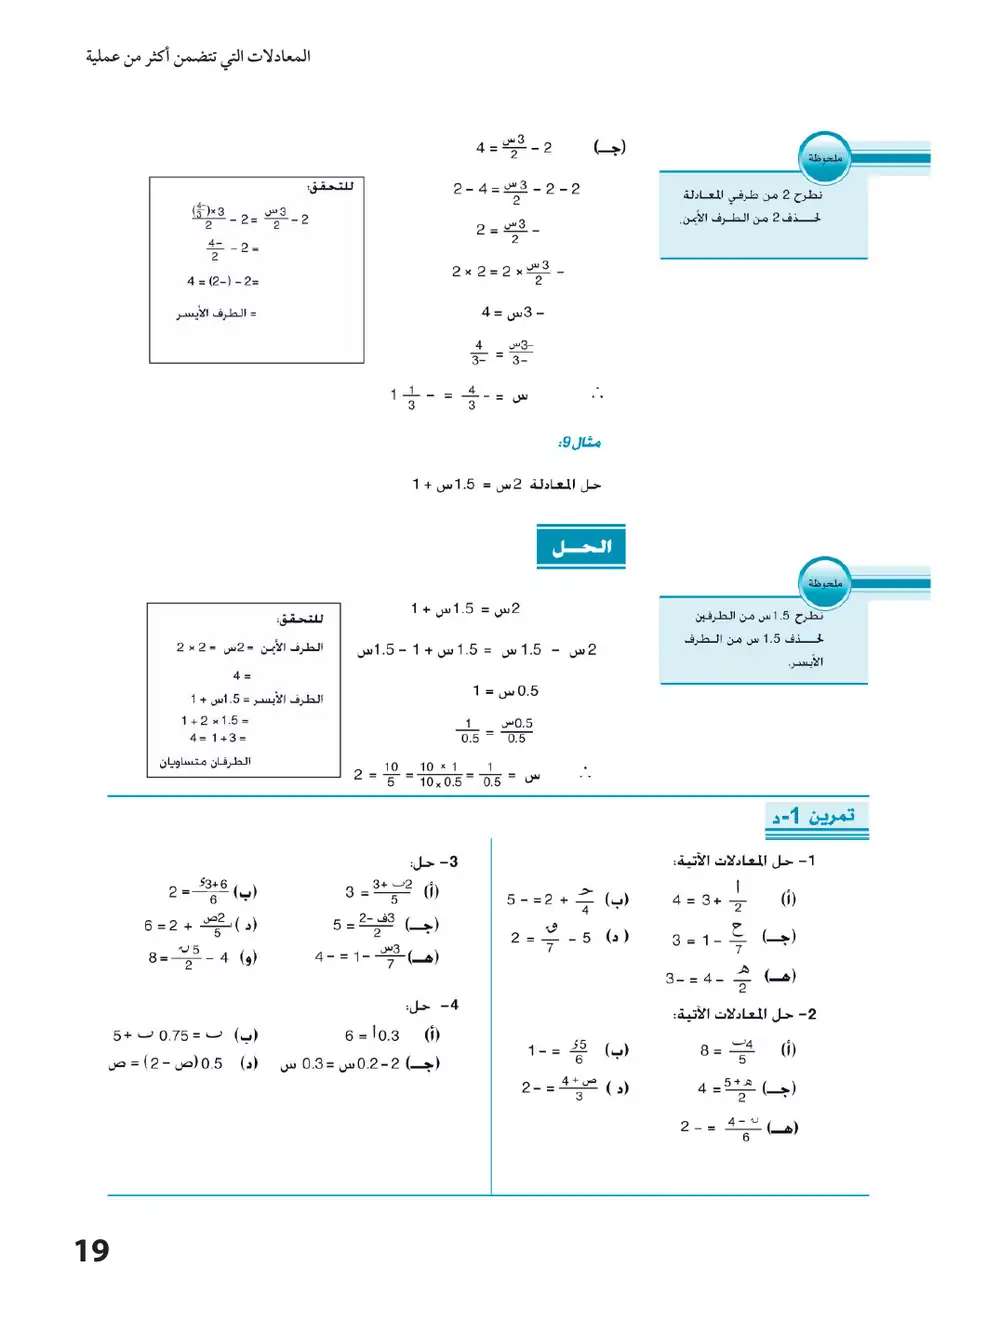 المعادلات التي تتضمن أكثر من عملية
(جـ) 2 – 3س/2 = 4
ملحوظة
نطرح 2 من طرفي المعادلة
لحذف 2 من الطرف الأيمن.
2 – 2 – 3س/2 = 4 – 2
– 3س/2 = 2
– 3س/2 × 2 = 2 × 2
– 3س = 4
–3س/–3 = 4/–3
∴ س = – 4/3 = – 1 1/3
للتحقق:
2 – 3س/2 = 2 – 3×(–4/3)/2
= 2 – –4/2
= 2 – (–2) = 4
= الطرف الأيسر
مثال 9:
حل المعادلة 2س = 1.5س + 1
الحـل
ملحوظة
نطرح 1.5س من الطرفين
لحذف 1.5 س من الطرف
الأيسر.
2س = 1.5س + 1
2س – 1.5س = 1.5س + 1 – 1.5س
0.5س = 1
0.5س/0.5 = 1/0.5
∴ س = 1/0.5 = 1 × 10/0.5 × 10 = 10/5 = 2
للتحقق:
الطرف الأيمن = 2س = 2 × 2
= 4
الطرف الأيسر = 1.5س + 1
= 1.5 × 2 + 1
= 3 + 1 = 4
الطرفان متساويان
تمرين 1-د
1– حل المعادلات الآتية:
(أ) أ/2 + 3 = 4 (ب) حـ/4 + 2 = – 5
(جـ) ح/7 – 1 = 3 (د) 5 – ق/7 = 2
(هـ) هـ/2 – 4 = –3
2– حل المعادلات الآتية:
(أ) 4ب/5 = 8 (ب) 5ي/6 = – 1
(جـ) هـ + 5/2 = 4 (د) ص + 4/3 = – 2
(هـ) ن – 4/6 = – 2
3– حل:
(أ) 2ب + 3/5 = 3 (ب) 6 + 3ي/6 = 2
(جـ) 3ف – 2/2 = 5 (د) 2ص/5 + 2 = 6
(هـ) 3س/7 – 1 = – 4 (و) 4 – 5ن/2 = 8
4– حل:
(أ) 0.3أ = 6 (ب) ب = 0.75ب + 5
(جـ) 2 – 0.2س = 0.3 س (د) 0.5(ص – 2) = ص
19